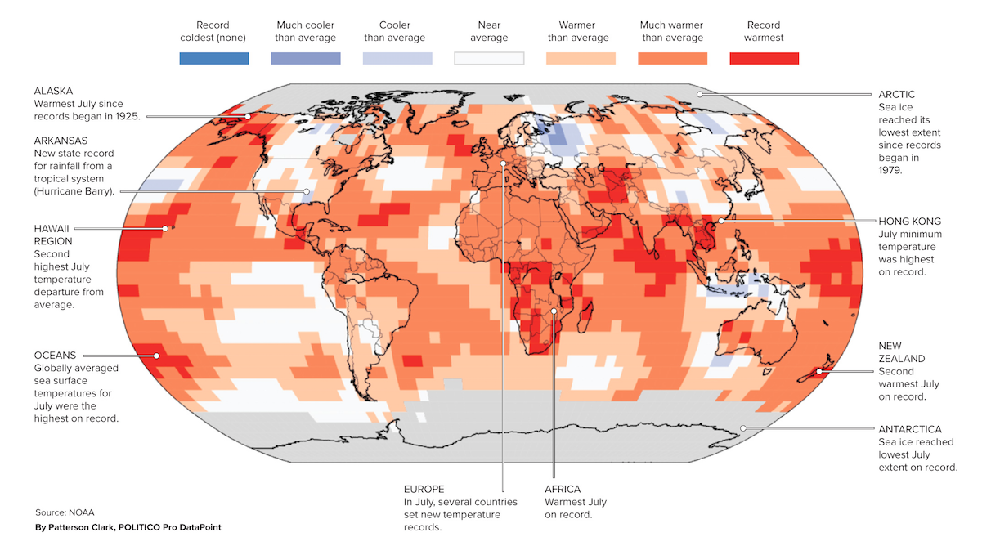 Record
coldest (none)
Much cooler
than average
Cooler
than average
Near
average
Warmer
than average
Much warmer
than average
Record
warmest
ALASKA
Warmest July since
records began in 1925.
ARKANSAS
New state record
for rainfall from a
tropical system
(Hurricane Barry).
HAWAII
REGION
Second
highest July
temperature
departure from
average.
OCEANS
Globally averaged
sea surface
temperatures for
July were the
highest on record.
ARCTIC
Sea ice
reached its
lowest extent
since records
began in
1979.
HONG KONG
July minimum
temperature
was highest
on record.
NEW
ZEALAND
Second
warmest July
on record.
ANTARCTICA
Sea ice reached
lowest July
extent on record.
EUROPE
In July, several countries
set new temperature
records.
AFRICA
Warmest July
on record.
Source: NOAA
By Patterson Clark, POLITICO Pro DataPoint